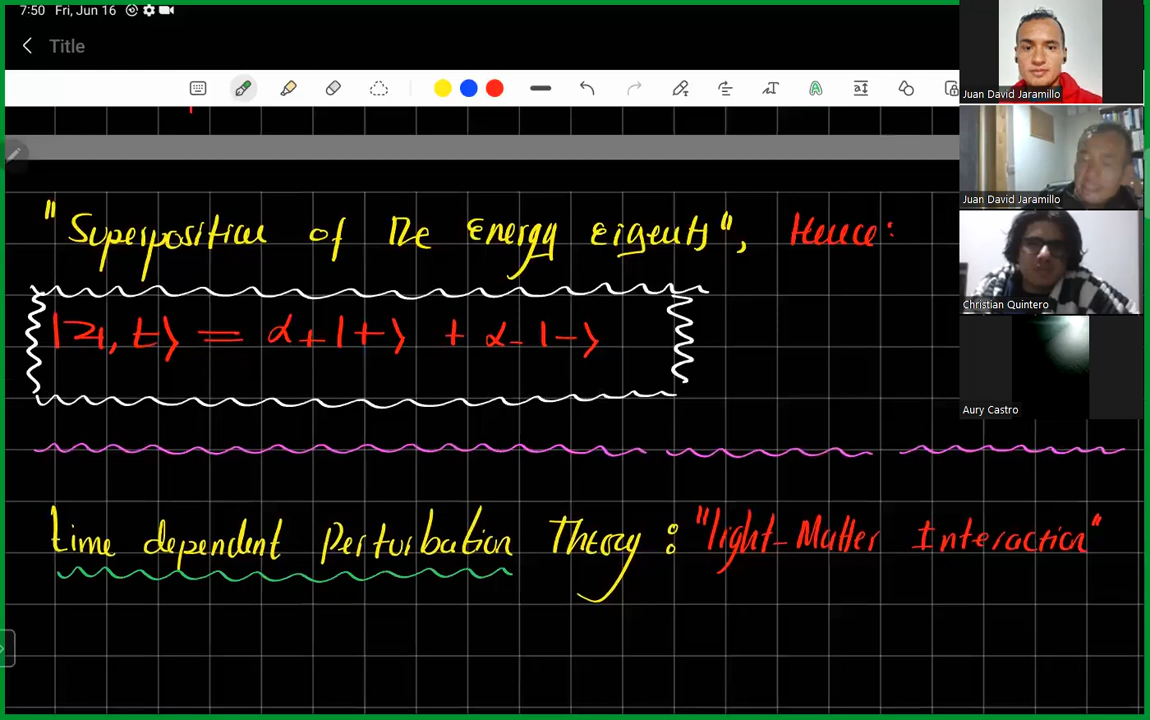 7:50 Fri, Jun 16
Title
Juan David Jaramillo
Juan David Jaramillo
Christian Quintero
Aury Castro
"Superposition of the Energy eigents", Hence:
|Ψ, t⟩ = α₊|+⟩ + α₋|−⟩
time dependent perturbation Theory: "light-Matter Interaction"